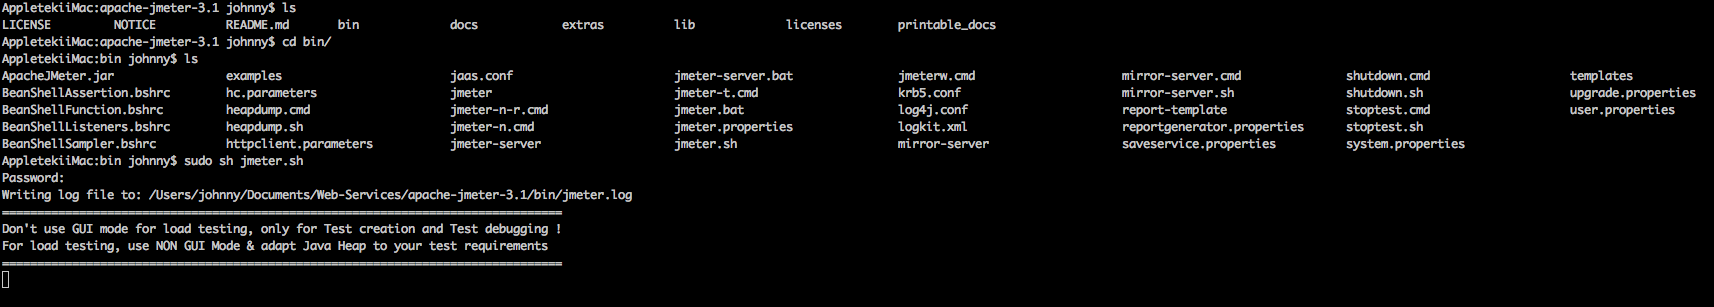 AppletekiiMac:apache-jmeter-3.1 johnny$ ls
LICENSE NOTICE README.md bin docs extras lib licenses printable_docs
AppletekiiMac:apache-jmeter-3.1 johnny$ cd bin/
AppletekiiMac:bin johnny$ ls
ApacheJMeter.jar examples jaas.conf jmeter-server.bat jmeterw.cmd mirror-server.cmd shutdown.cmd templates
BeanShellAssertion.bshrc hc.parameters jmeter jmeter-t.cmd krb5.conf mirror-server.sh shutdown.sh upgrade.properties
BeanShellFunction.bshrc heapdump.cmd jmeter-n-r.cmd jmeter.bat log4j.conf report-template stoptest.cmd user.properties
BeanShellListeners.bshrc heapdump.sh jmeter-n.cmd jmeter.properties logkit.xml reportgenerator.properties stoptest.sh
BeanShellSampler.bshrc httpclient.parameters jmeter-server jmeter.sh mirror-server saveservice.properties system.properties
AppletekiiMac:bin johnny$ sudo sh jmeter.sh
Password:
Writing log file to: /Users/johnny/Documents/Web-Services/apache-jmeter-3.1/bin/jmeter.log
================================================================================
Don't use GUI mode for load testing, only for Test creation and Test debugging !
For load testing, use NON GUI Mode & adapt Java Heap to your test requirements
================================================================================